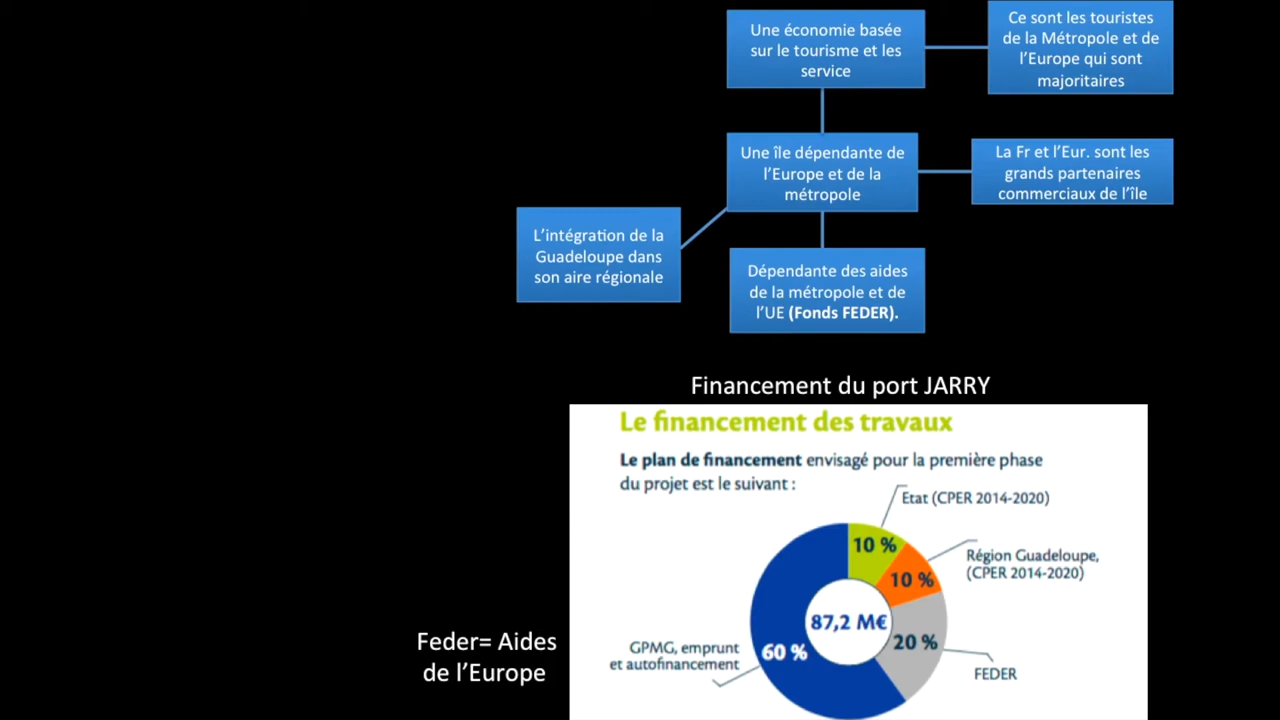 Une économie basée
sur le tourisme et les
service
Ce sont les touristes
de la Métropole et de
l'Europe qui sont
majoritaires
Une île dépendante de
l'Europe et de la
métropole
La Fr et l'Eur. sont les
grands partenaires
commerciaux de l'île
L'intégration de la
Guadeloupe dans
son aire régionale
Dépendante des aides
de la métropole et de
l'UE (Fonds FEDER).
Financement du port JARRY
Le financement des travaux
Le plan de financement envisagé pour la première phase
du projet est le suivant :
Etat (CPER 2014-2020)
10 %
Région Guadeloupe,
(CPER 2014-2020)
10 %
87,2 M€
20 %
FEDER
GPMG, emprunt
et autofinancement
60 %
Feder= Aides
de l'Europe